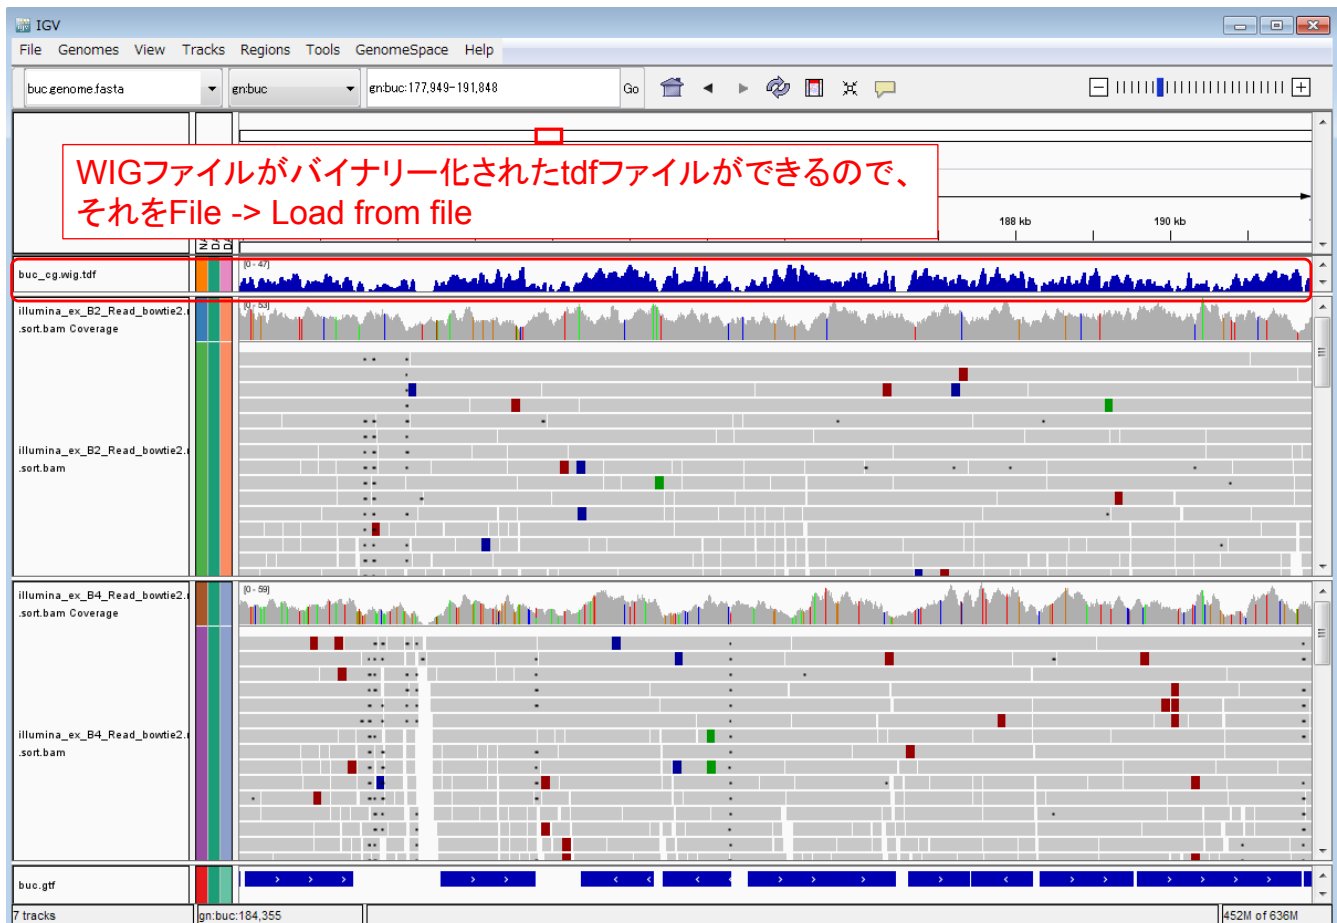 IGV
File Genomes View Tracks Regions Tools GenomeSpace Help
buc.genome.fasta
gn:buc
gn:buc:177,949-191,848
Go
WIGファイルがバイナリー化されたtdfファイルができるので、
それをFile -> Load from file
188 kb
190 kb
buc_cg.wig.tdf
[0 - 47]
illumina_ex_B2_Read_bowtie2.
.sort.bam Coverage
[0 - 53]
illumina_ex_B2_Read_bowtie2.
.sort.bam
illumina_ex_B4_Read_bowtie2.
.sort.bam Coverage
[0 - 59]
illumina_ex_B4_Read_bowtie2.
.sort.bam
buc.gtf
7 tracks
gn:buc:184,355
452M of 636M